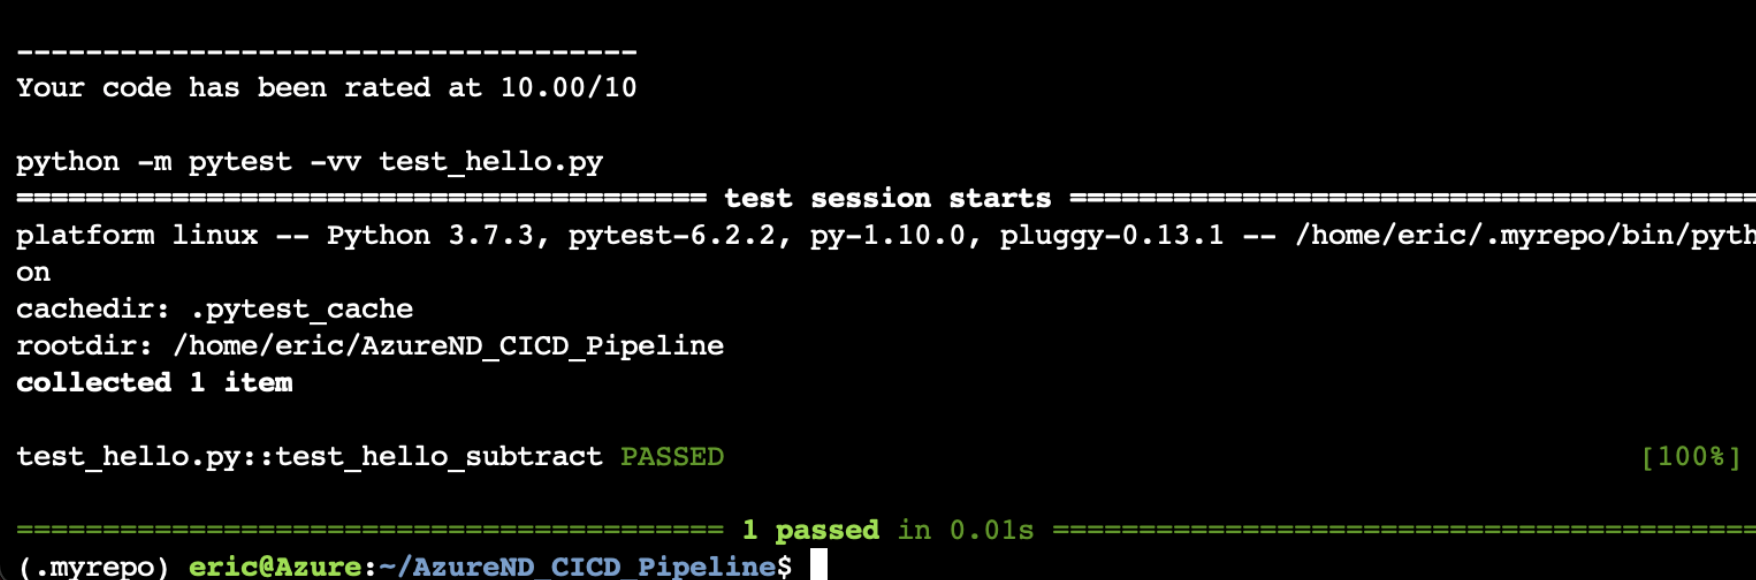 ------------------------------------
Your code has been rated at 10.00/10
python -m pytest -vv test_hello.py
======================================== test session starts ========================================
platform linux -- Python 3.7.3, pytest-6.2.2, py-1.10.0, pluggy-0.13.1 -- /home/eric/.myrepo/bin/pyth
on
cachedir: .pytest_cache
rootdir: /home/eric/AzureND_CICD_Pipeline
collected 1 item
test_hello.py::test_hello_subtract PASSED [100%]
========================================= 1 passed in 0.01s =========================================
(.myrepo) eric@Azure:~/AzureND_CICD_Pipeline$